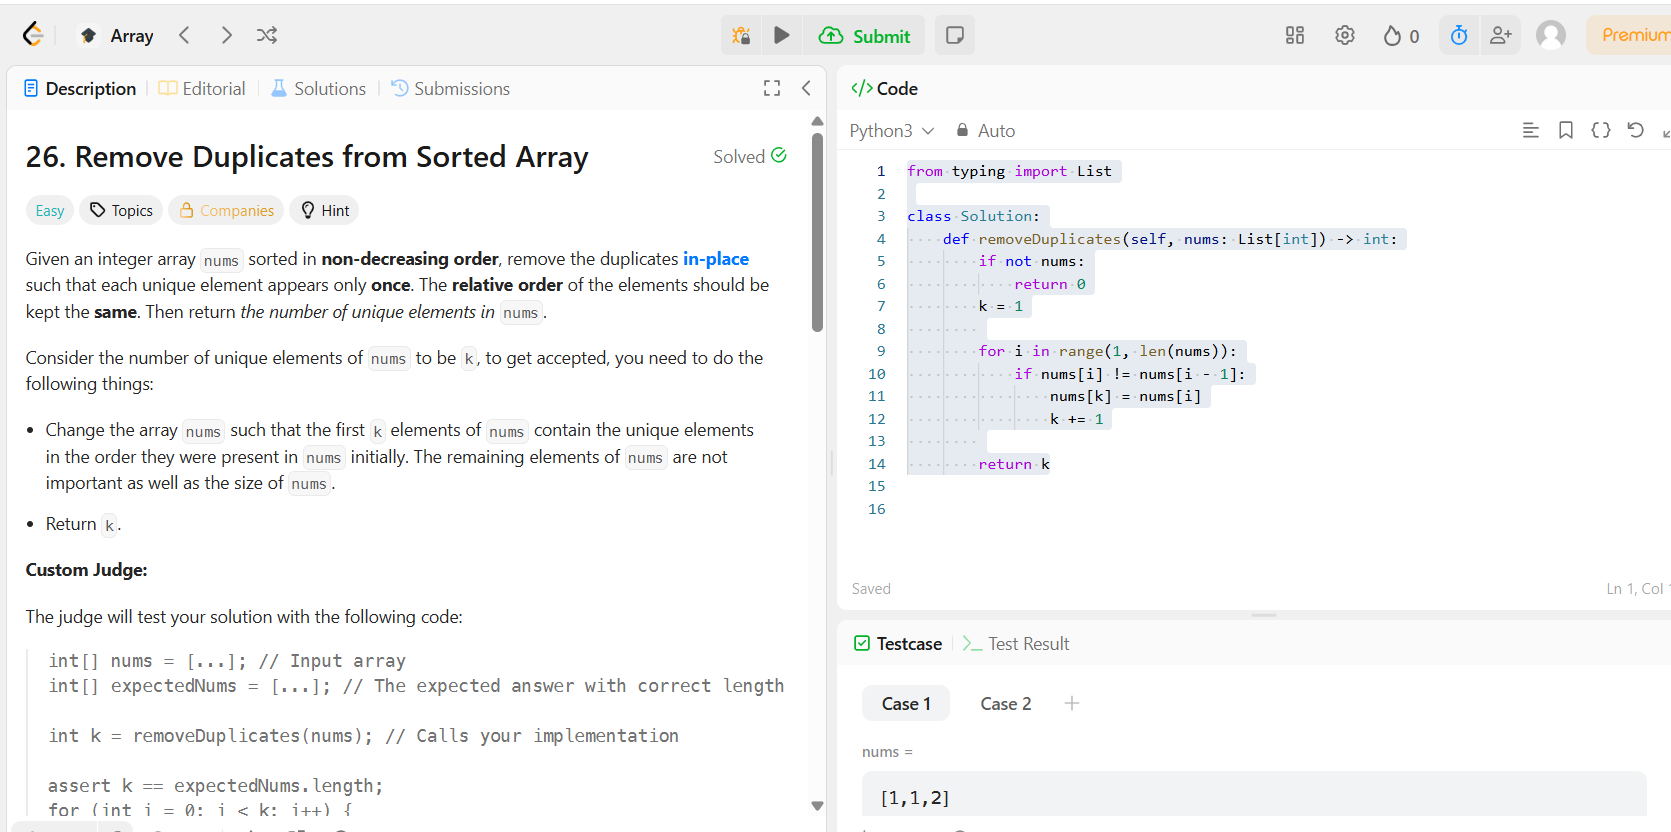 Array
Submit
0
Premium
Description
Editorial
Solutions
Submissions
26. Remove Duplicates from Sorted Array
Solved
Easy
Topics
Companies
Hint
Given an integer array nums sorted in non-decreasing order, remove the duplicates in-place
such that each unique element appears only once. The relative order of the elements should be
kept the same. Then return the number of unique elements in nums.
Consider the number of unique elements of nums to be k, to get accepted, you need to do the
following things:
• Change the array nums such that the first k elements of nums contain the unique elements
in the order they were present in nums initially. The remaining elements of nums are not
important as well as the size of nums.
• Return k.
Custom Judge:
The judge will test your solution with the following code:
int[] nums = [...]; // Input array
int[] expectedNums = [...]; // The expected answer with correct length
int k = removeDuplicates(nums); // Calls your implementation
assert k == expectedNums.length;
for (int i = 0; i < k; i++) {
</> Code
Python3
Auto
1 from typing import List
2
3 class Solution:
4     def removeDuplicates(self, nums: List[int]) -> int:
5         if not nums:
6             return 0
7         k = 1
8
9         for i in range(1, len(nums)):
10             if nums[i] != nums[i - 1]:
11                 nums[k] = nums[i]
12                 k += 1
13
14         return k
15
16
Saved
Ln 1, Col
Testcase
>_ Test Result
Case 1
Case 2
+
nums =
[1,1,2]